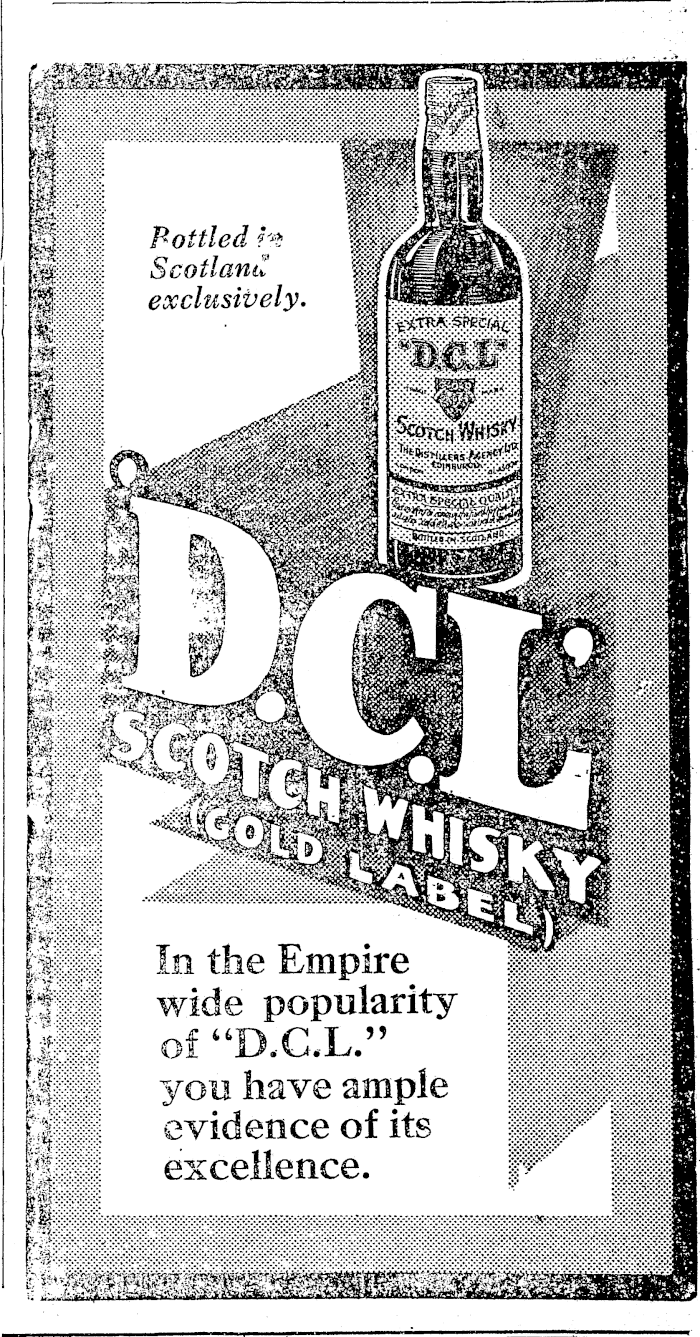 Bottled in
Scotland
exclusively.
EXTRA SPECIAL
"D.C.L"
SCOTCH WHISKY
THE DISTILLERS AGENCY LTD
EDINBURGH
EXTRA SPECIAL QUALITY
BOTTLED IN SCOTLAND
'D.C.L'
SCOTCH WHISKY
(GOLD LABEL)
In the Empire
wide popularity
of "D.C.L."
you have ample
evidence of its
excellence.